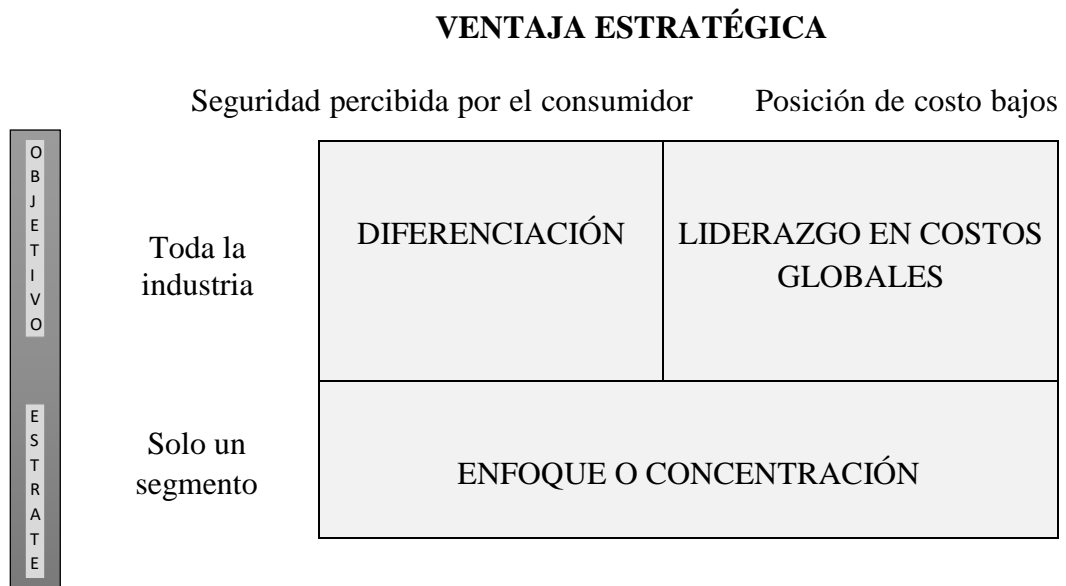 VENTAJA ESTRATÉGICA
Seguridad percibida por el consumidor Posición de costo bajos
OBJETIVO
Toda la
industria
DIFERENCIACIÓN
LIDERAZGO EN COSTOS
GLOBALES
ESTRATE
Solo un
segmento
ENFOQUE O CONCENTRACIÓN